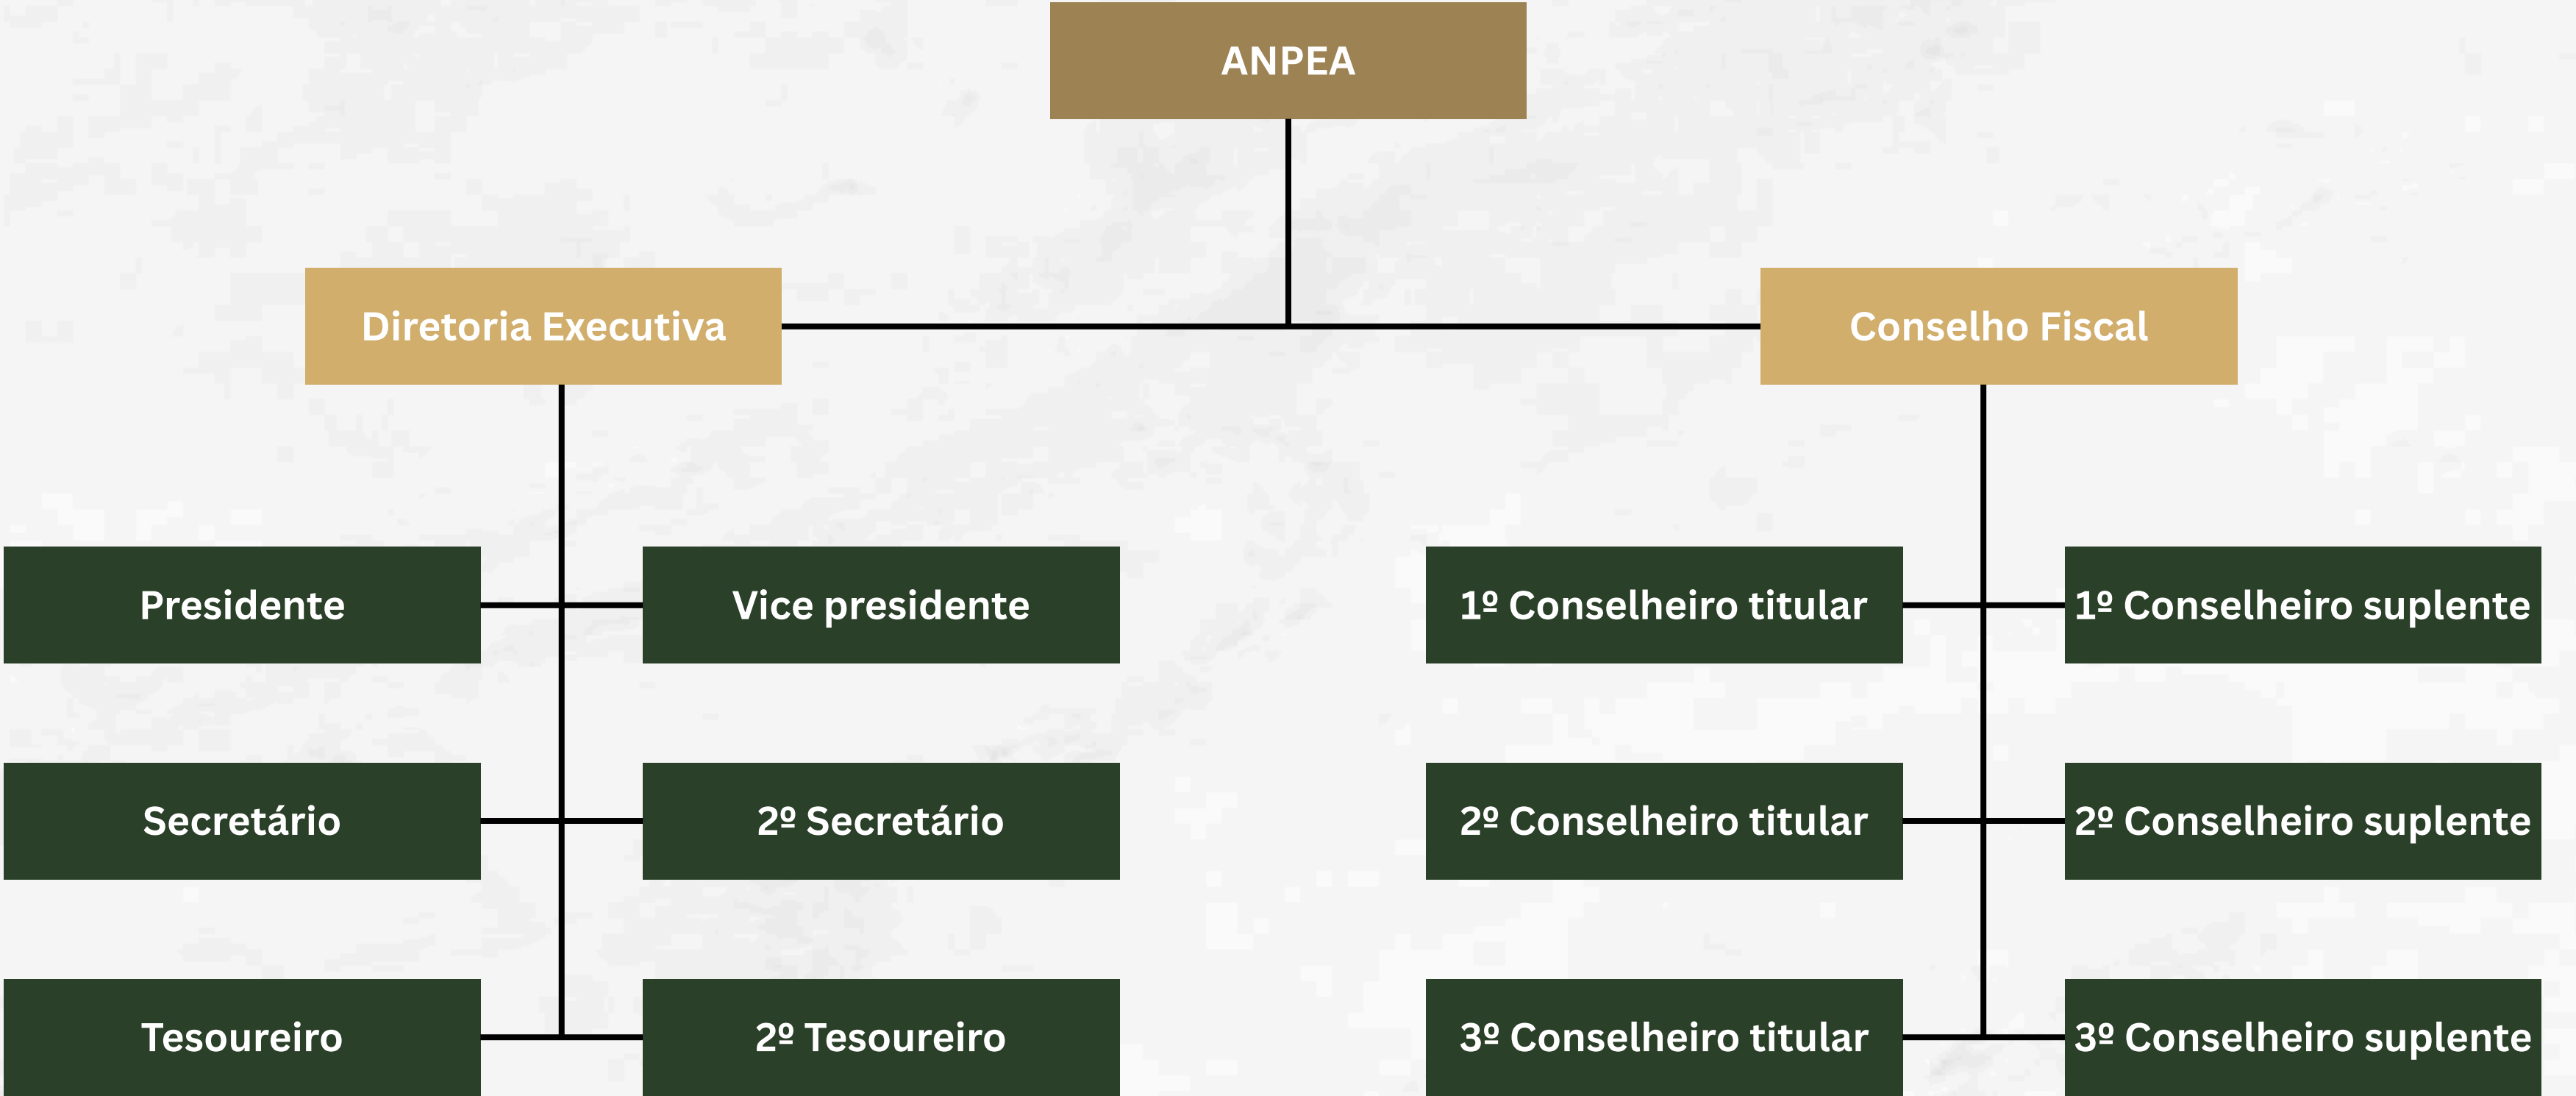 ANPEA
Diretoria Executiva
Conselho Fiscal
Presidente
Vice presidente
1º Conselheiro titular
1º Conselheiro suplente
Secretário
2º Secretário
2º Conselheiro titular
2º Conselheiro suplente
Tesoureiro
2º Tesoureiro
3º Conselheiro titular
3º Conselheiro suplente